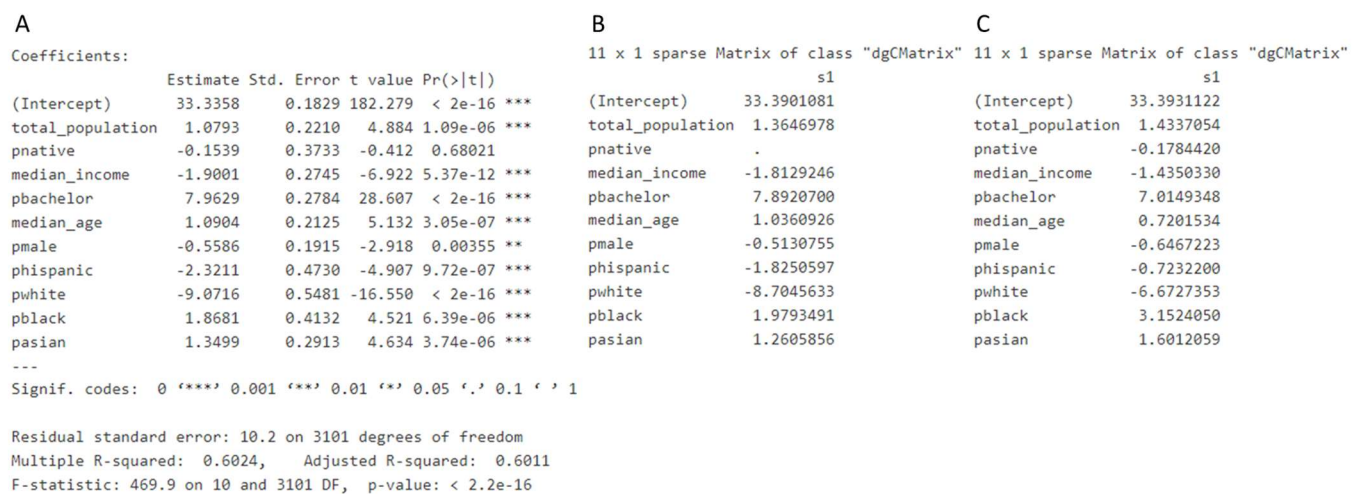 A
Coefficients:
Estimate Std. Error t value Pr(>|t|)
(Intercept) 33.3358 0.1829 182.279 < 2e-16 ***
total_population 1.0793 0.2210 4.884 1.09e-06 ***
pnative -0.1539 0.3733 -0.412 0.68021
median_income -1.9001 0.2745 -6.922 5.37e-12 ***
pbachelor 7.9629 0.2784 28.607 < 2e-16 ***
median_age 1.0904 0.2125 5.132 3.05e-07 ***
pmale -0.5586 0.1915 -2.918 0.00355 **
phispanic -2.3211 0.4730 -4.907 9.72e-07 ***
pwhite -9.0716 0.5481 -16.550 < 2e-16 ***
pblack 1.8681 0.4132 4.521 6.39e-06 ***
pasian 1.3499 0.2913 4.634 3.74e-06 ***
---
Signif. codes: 0 ‘***’ 0.001 ‘**’ 0.01 ‘*’ 0.05 ‘.’ 0.1 ‘ ’ 1
Residual standard error: 10.2 on 3101 degrees of freedom
Multiple R-squared: 0.6024, Adjusted R-squared: 0.6011
F-statistic: 469.9 on 10 and 3101 DF, p-value: < 2.2e-16
B
11 x 1 sparse Matrix of class "dgCMatrix"
s1
(Intercept) 33.3901081
total_population 1.3646978
pnative .
median_income -1.8129246
pbachelor 7.8920700
median_age 1.0360926
pmale -0.5130755
phispanic -1.8250597
pwhite -8.7045633
pblack 1.9793491
pasian 1.2605856
C
11 x 1 sparse Matrix of class "dgCMatrix"
s1
(Intercept) 33.3931122
total_population 1.4337054
pnative -0.1784420
median_income -1.4350330
pbachelor 7.0149348
median_age 0.7201534
pmale -0.6467223
phispanic -0.7232200
pwhite -6.6727353
pblack 3.1524050
pasian 1.6012059